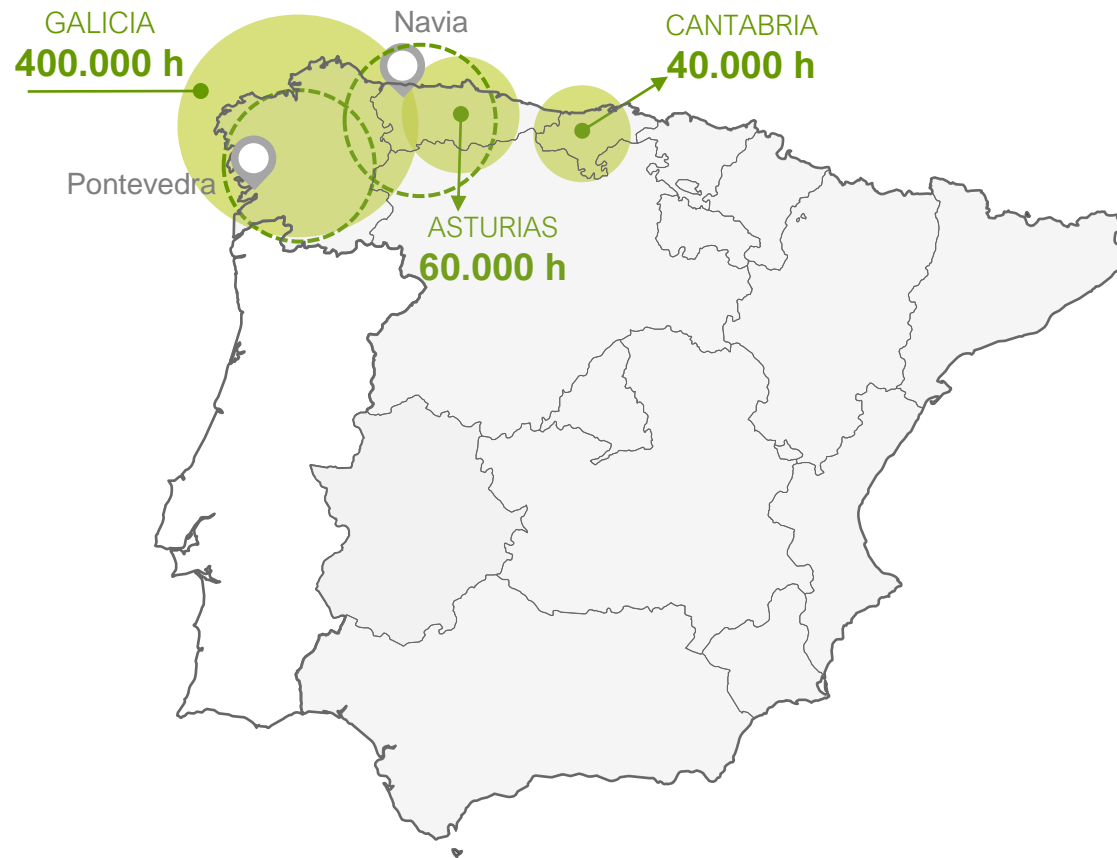 GALICIA
400.000 h
Navia
CANTABRIA
40.000 h
Pontevedra
ASTURIAS
60.000 h